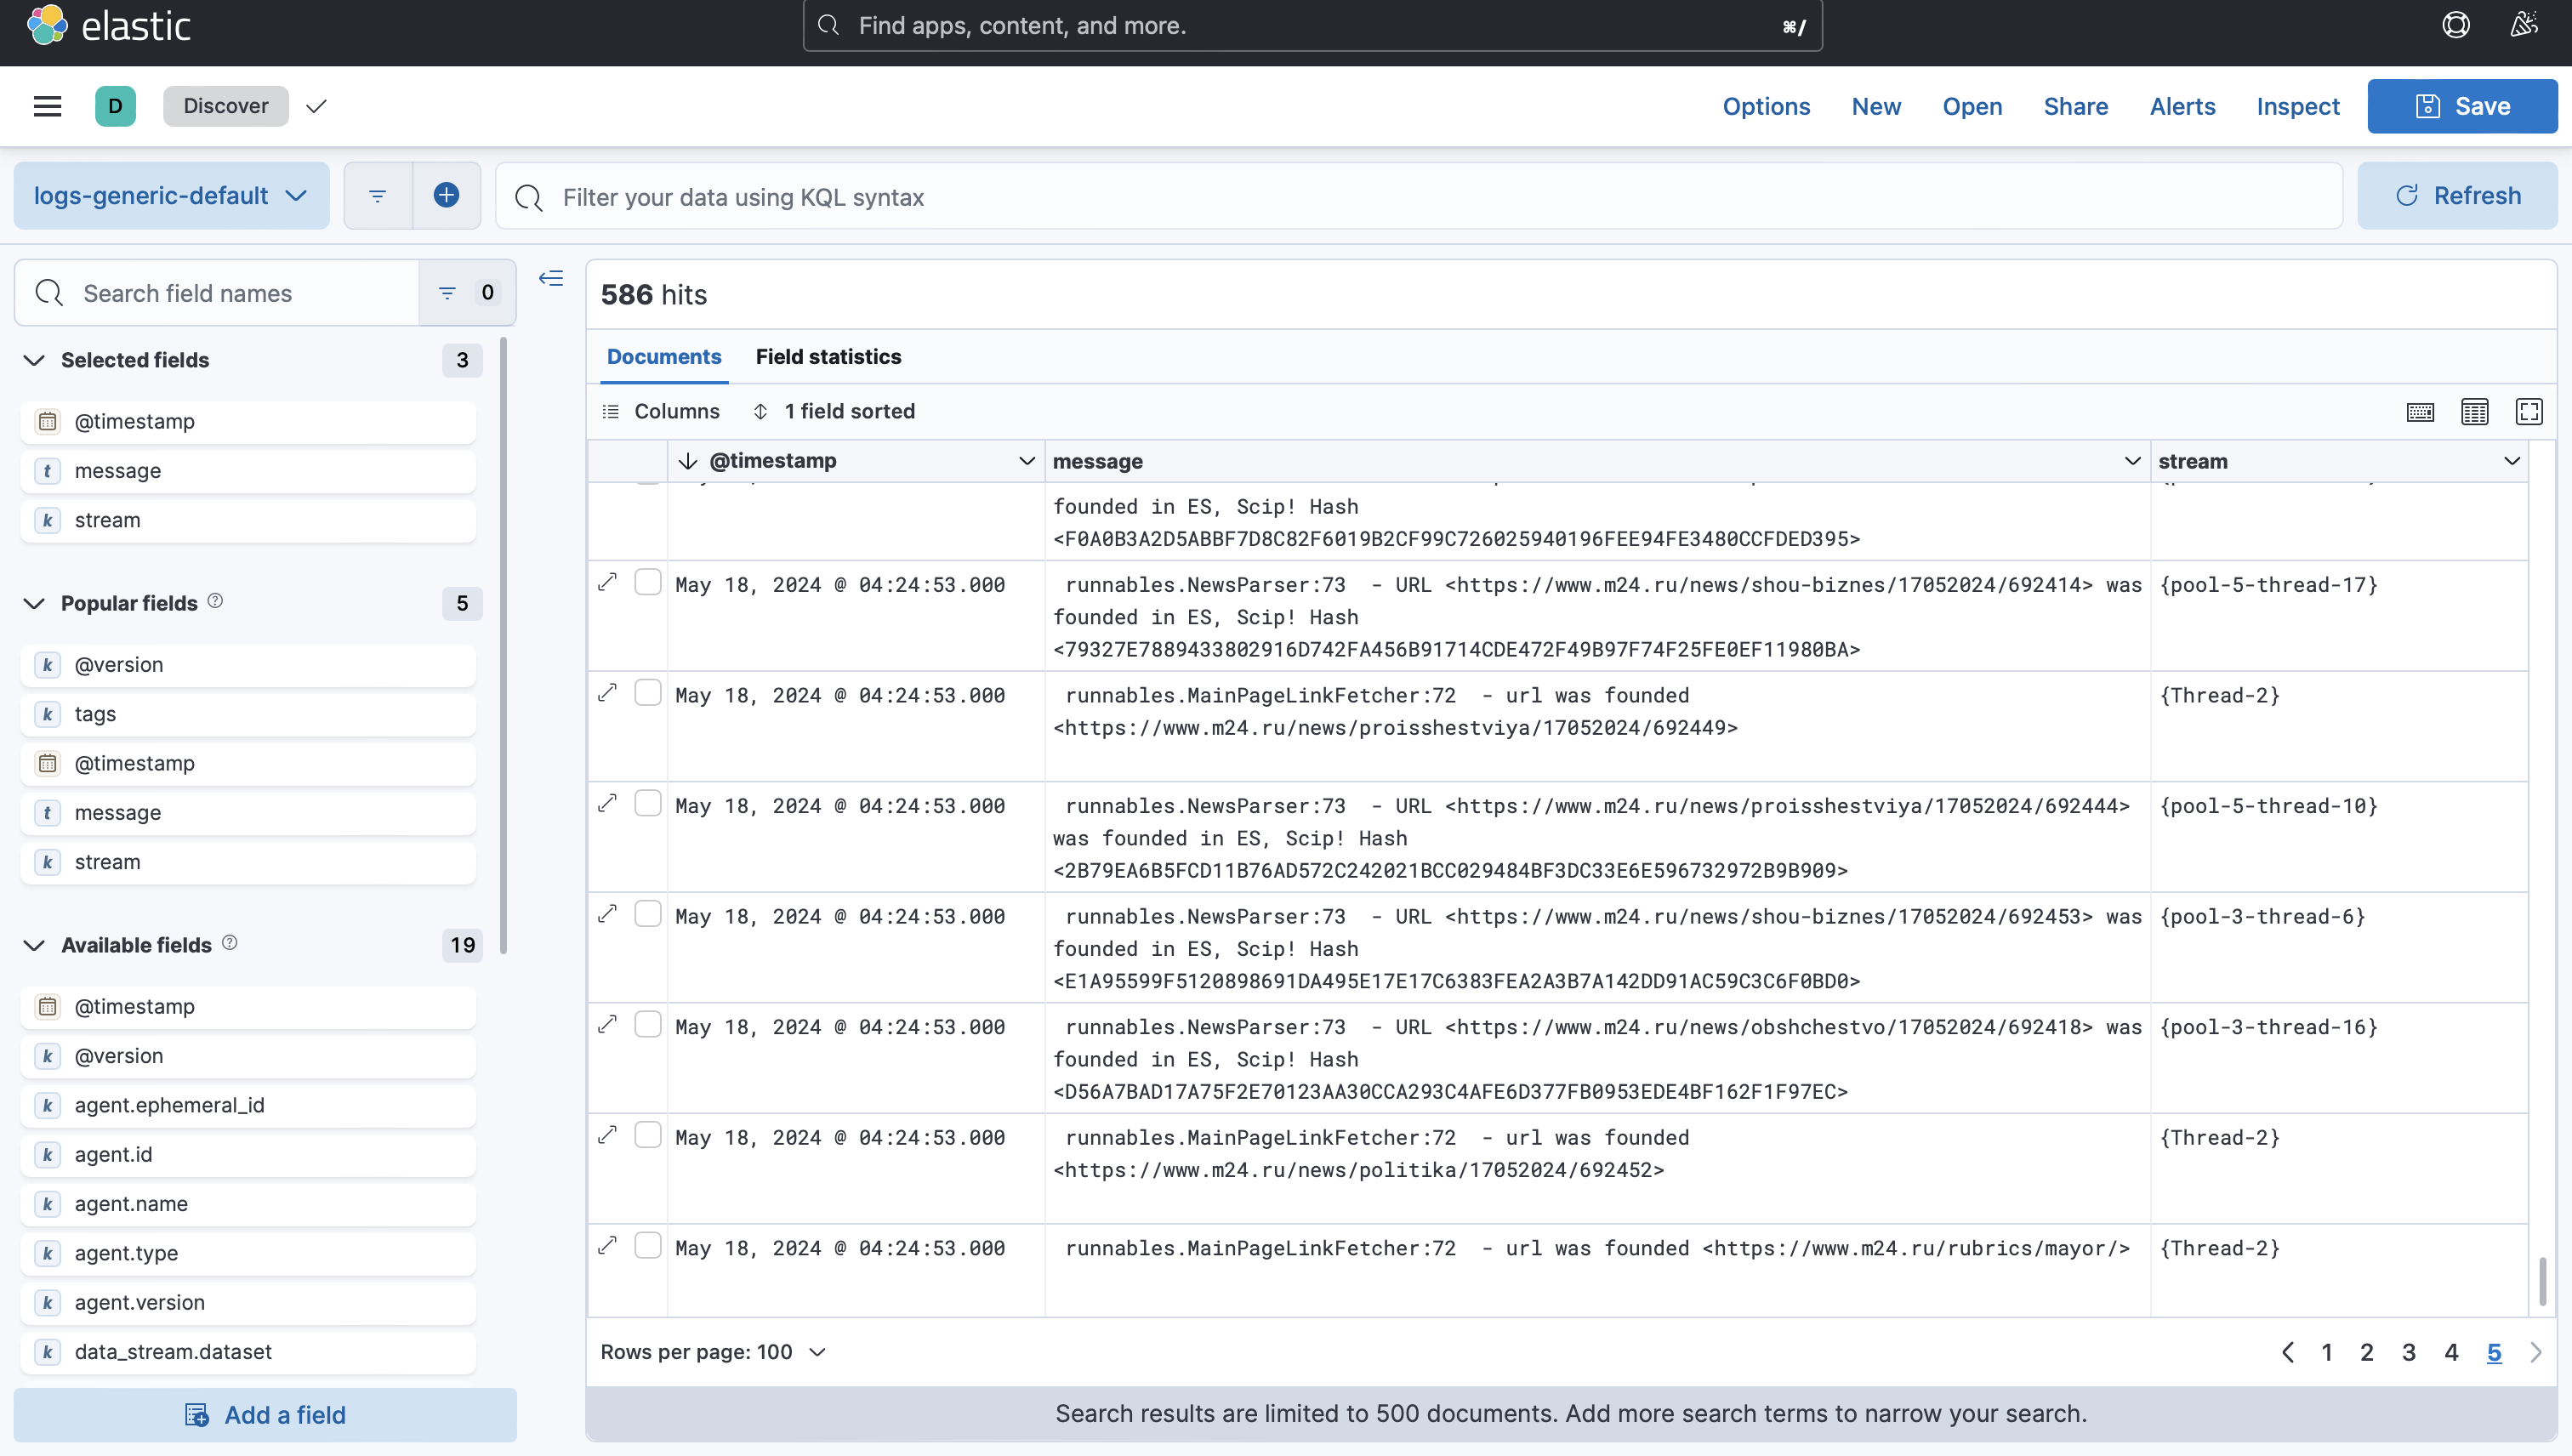 elastic
Find apps, content, and more.
⌘/
D
Discover
Options
New
Open
Share
Alerts
Inspect
Save
logs-generic-default
Filter your data using KQL syntax
Refresh
Search field names
0
Selected fields
3
@timestamp
t message
k stream
Popular fields
5
k @version
k tags
@timestamp
t message
k stream
Available fields
19
@timestamp
k @version
k agent.ephemeral_id
k agent.id
k agent.name
k agent.type
k agent.version
k data_stream.dataset
Add a field
586 hits
Documents
Field statistics
Columns
1 field sorted
@timestamp
message
stream
founded in ES, Scip! Hash
<F0A0B3A2D5ABBF7D8C82F6019B2CF99C726025940196FEE94FE3480CCFDED395>
May 18, 2024 @ 04:24:53.000
runnables.NewsParser:73  - URL <https://www.m24.ru/news/shou-biznes/17052024/692414> was
founded in ES, Scip! Hash
<79327E7889433802916D742FA456B91714CDE472F49B97F74F25FE0EF11980BA>
{pool-5-thread-17}
May 18, 2024 @ 04:24:53.000
runnables.MainPageLinkFetcher:72  - url was founded
<https://www.m24.ru/news/proisshestviya/17052024/692449>
{Thread-2}
May 18, 2024 @ 04:24:53.000
runnables.NewsParser:73  - URL <https://www.m24.ru/news/proisshestviya/17052024/692444>
was founded in ES, Scip! Hash
<2B79EA6B5FCD11B76AD572C242021BCC029484BF3DC33E6E596732972B9B909>
{pool-5-thread-10}
May 18, 2024 @ 04:24:53.000
runnables.NewsParser:73  - URL <https://www.m24.ru/news/shou-biznes/17052024/692453> was
founded in ES, Scip! Hash
<E1A95599F5120898691DA495E17E17C6383FEA2A3B7A142DD91AC59C3C6F0BD0>
{pool-3-thread-6}
May 18, 2024 @ 04:24:53.000
runnables.NewsParser:73  - URL <https://www.m24.ru/news/obshchestvo/17052024/692418> was
founded in ES, Scip! Hash
<D56A7BAD17A75F2E70123AA30CCA293C4AFE6D377FB0953EDE4BF162F1F97EC>
{pool-3-thread-16}
May 18, 2024 @ 04:24:53.000
runnables.MainPageLinkFetcher:72  - url was founded
<https://www.m24.ru/news/politika/17052024/692452>
{Thread-2}
May 18, 2024 @ 04:24:53.000
runnables.MainPageLinkFetcher:72  - url was founded <https://www.m24.ru/rubrics/mayor/>
{Thread-2}
Rows per page: 100
1 2 3 4 5
Search results are limited to 500 documents. Add more search terms to narrow your search.